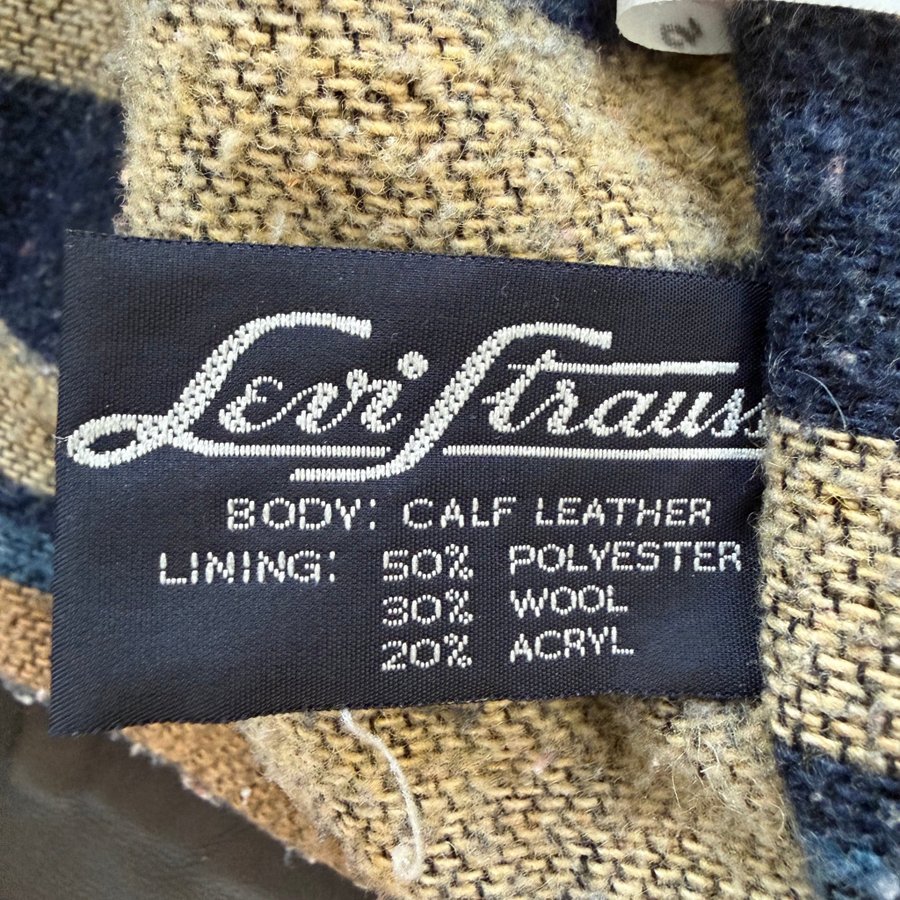 Levi Strauss
BODY: CALF LEATHER
LINING: 50% POLYESTER
30% WOOL
20% ACRYL